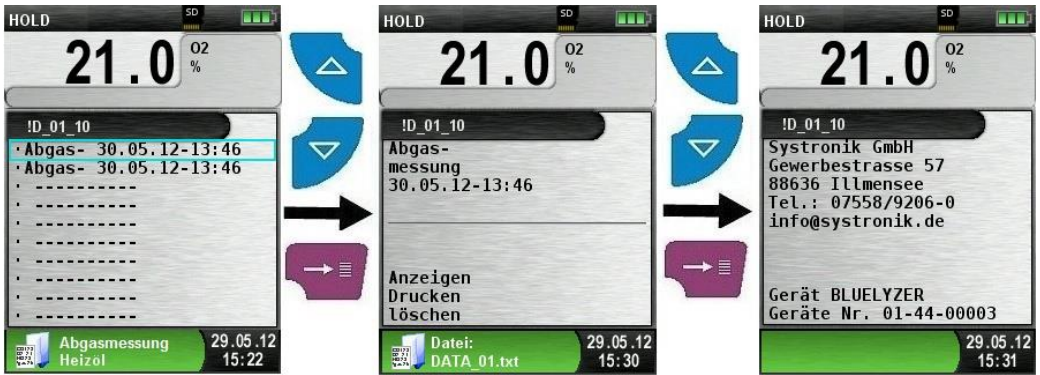 HOLD
SD
21.0
O2
%
!D_01_10
·Abgas- 30.05.12-13:46
·Abgas- 30.05.12-13:46
· -----------
· -----------
· -----------
· -----------
· -----------
· -----------
· -----------
· -----------
Abgasmessung
Heizöl
29.05.12
15:22
HOLD
SD
21.0
O2
%
!D_01_10
Abgas-
messung
30.05.12-13:46
Anzeigen
Drucken
löschen
Datei:
DATA_01.txt
29.05.12
15:30
HOLD
SD
21.0
O2
%
!D_01_10
Systronik GmbH
Gewerbestrasse 57
88636 Illmensee
Tel.: 07558/9206-0
info@systronik.de
Gerät BLUELYZER
Geräte Nr. 01-44-00003
29.05.12
15:31